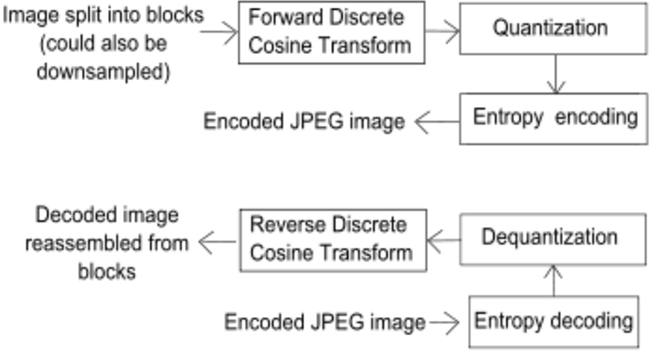 Image split into blocks
(could also be
downsampled)
Forward Discrete
Cosine Transform
Quantization
Entropy encoding
Encoded JPEG image
Decoded image
reassembled from
blocks
Reverse Discrete
Cosine Transform
Dequantization
Encoded JPEG image
Entropy decoding